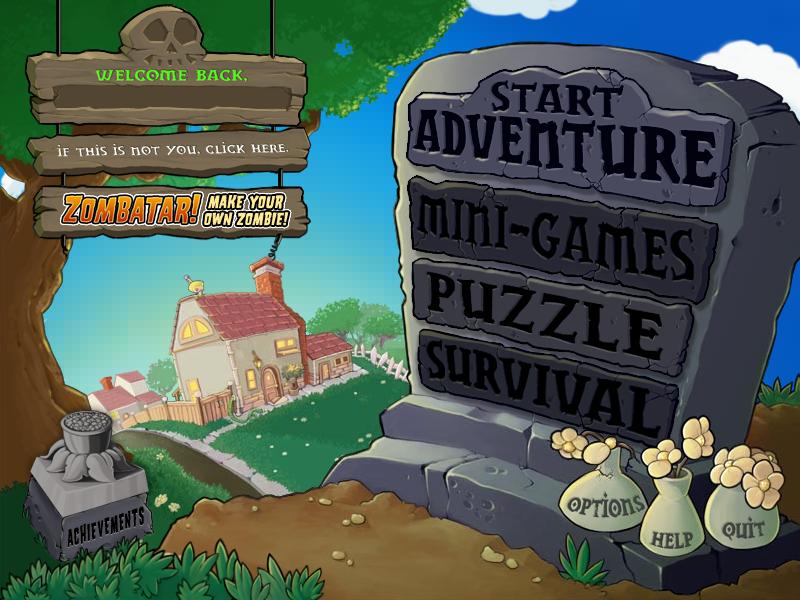 WELCOME BACK,
IF THIS IS NOT YOU, CLICK HERE.
ZOMBATAR! MAKE YOUR
OWN ZOMBIE!
START
ADVENTURE
MINI-GAMES
PUZZLE
SURVIVAL
ACHIEVEMENTS
OPTIONS
HELP
QUIT